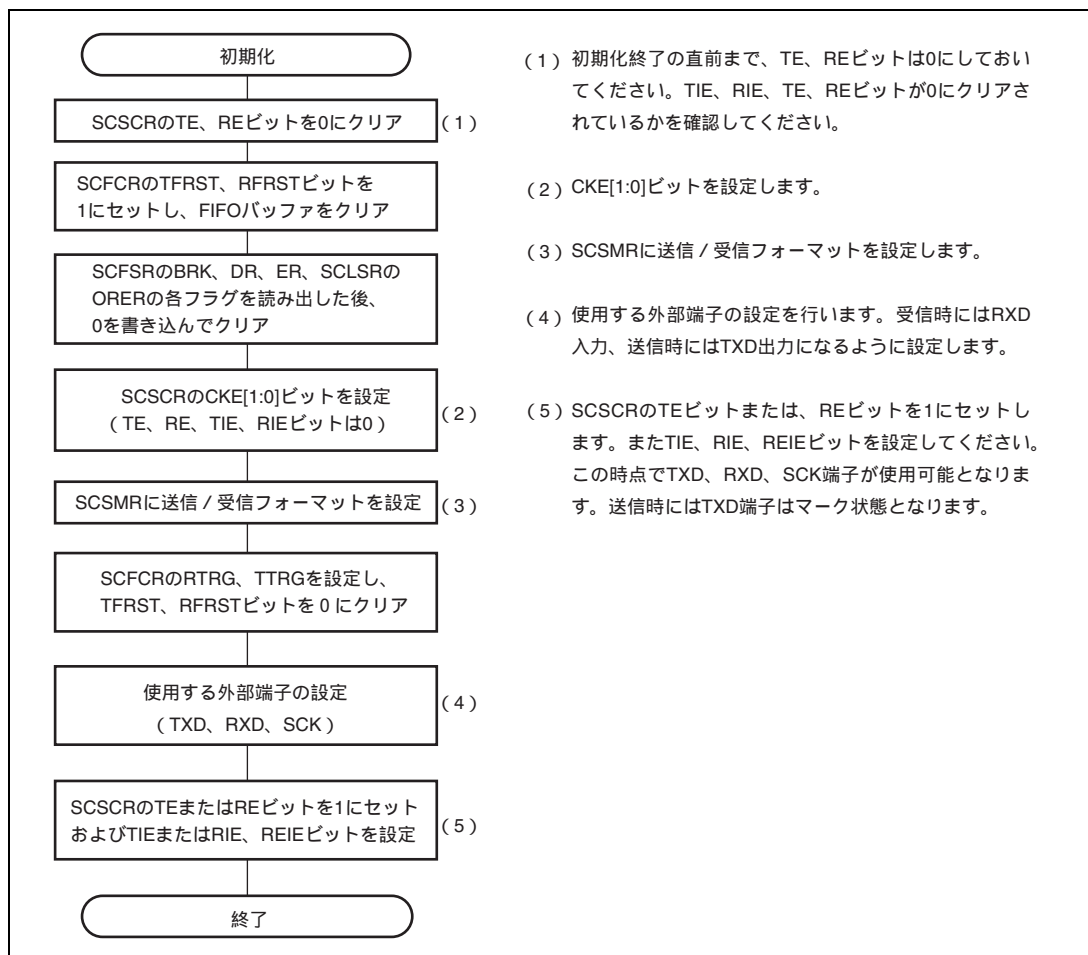 初期化
SCSCRのTE、REビットを0にクリア
(1)
SCFCRのTFRST、RFRSTビットを
1にセットし、FIFOバッファをクリア
SCFSRのBRK、DR、ER、SCLSRの
ORERの各フラグを読み出した後、
0を書き込んでクリア
SCSCRのCKE[1:0]ビットを設定
(TE、RE、TIE、RIEビットは0)
(2)
SCSMRに送信/受信フォーマットを設定
(3)
SCFCRのRTRG、TTRGを設定し、
TFRST、RFRSTビットを0にクリア
使用する外部端子の設定
(TXD、RXD、SCK)
(4)
SCSCRのTEまたはREビットを1にセット
およびTIEまたはRIE、REIEビットを設定
(5)
終了
(1)初期化終了の直前まで、TE、REビットは0にしておい
てください。TIE、RIE、TE、REビットが0にクリアさ
れているかを確認してください。
(2)CKE[1:0]ビットを設定します。
(3)SCSMRに送信/受信フォーマットを設定します。
(4)使用する外部端子の設定を行います。受信時にはRXD
入力、送信時にはTXD出力になるように設定します。
(5)SCSCRのTEビットまたは、REビットを1にセットし
ます。またTIE、RIE、REIEビットを設定してください。
この時点でTXD、RXD、SCK端子が使用可能となりま
す。送信時にはTXD端子はマーク状態となります。